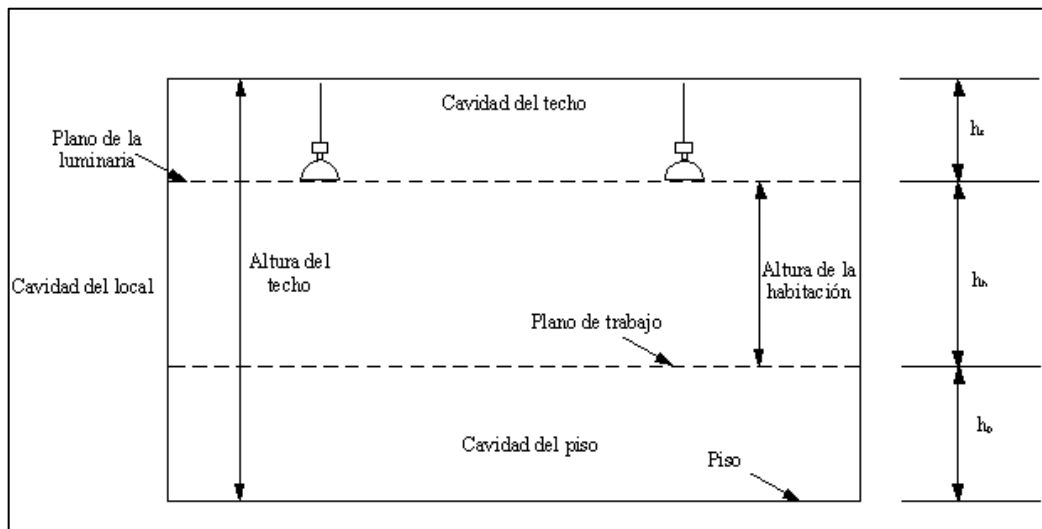 Cavidad del techo
Plano de la
luminaria
Cavidad del local
Altura del
techo
Altura de la
habitación
Plano de trabajo
Cavidad del piso
Piso
h
h
h